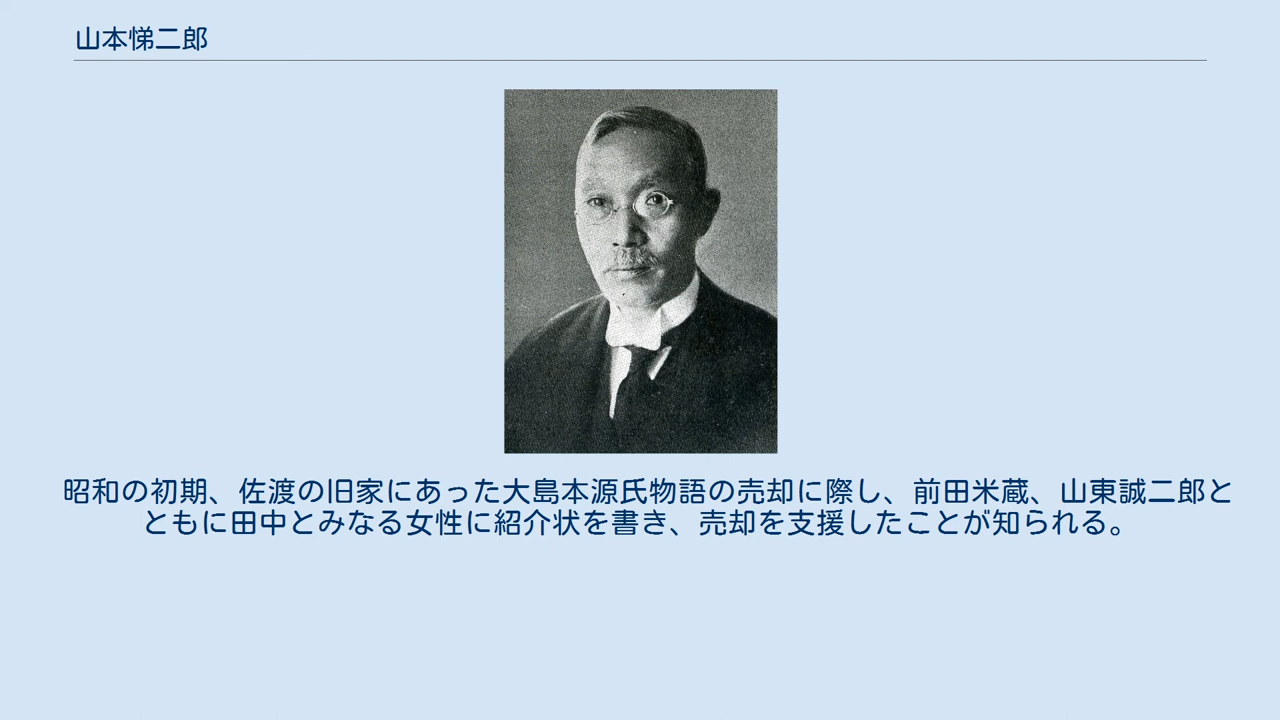 山本悌二郎
昭和の初期、佐渡の旧家にあった大島本源氏物語の売却に際し、前田米蔵、山東誠二郎と
ともに田中とみなる女性に紹介状を書き、売却を支援したことが知られる。